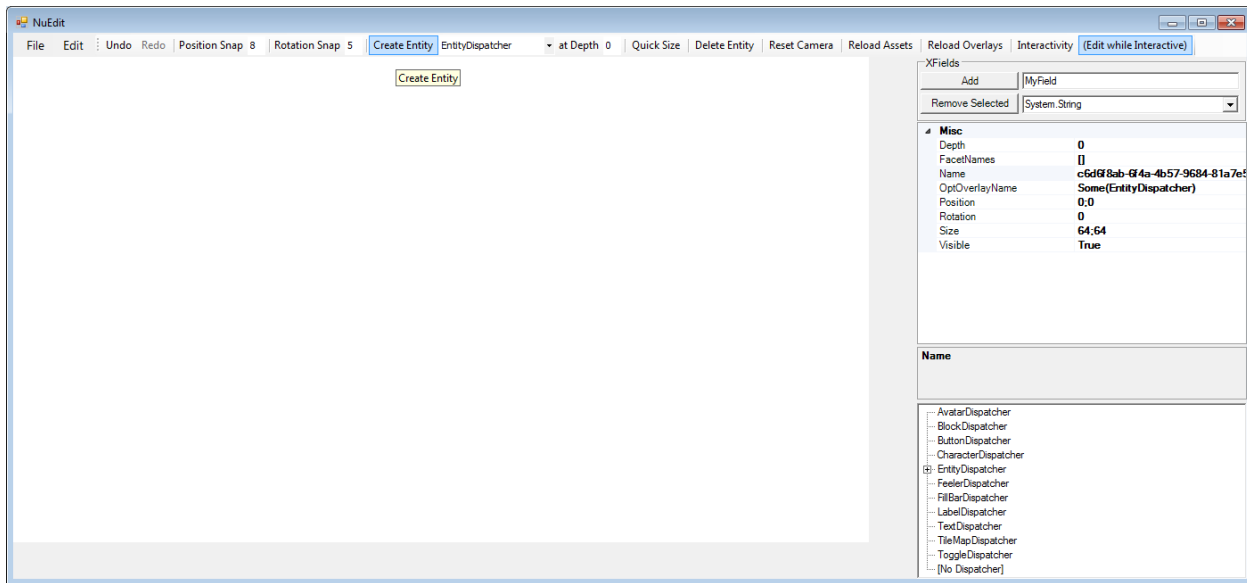 NuEdit
File Edit Undo Redo Position Snap 8 Rotation Snap 5 Create Entity EntityDispatcher at Depth 0 Quick Size Delete Entity Reset Camera Reload Assets Reload Overlays Interactivity (Edit while Interactive)
Create Entity
XFields
Add MyField
Remove Selected System.String
Misc
Depth 0
FacetNames []
Name c6d6f8ab-6f4a-4b57-9684-81a7e5
OptOverlayName Some(EntityDispatcher)
Position 0;0
Rotation 0
Size 64;64
Visible True
Name
AvatarDispatcher
BlockDispatcher
ButtonDispatcher
CharacterDispatcher
EntityDispatcher
FeelerDispatcher
FillBarDispatcher
LabelDispatcher
TextDispatcher
TileMapDispatcher
ToggleDispatcher
[No Dispatcher]